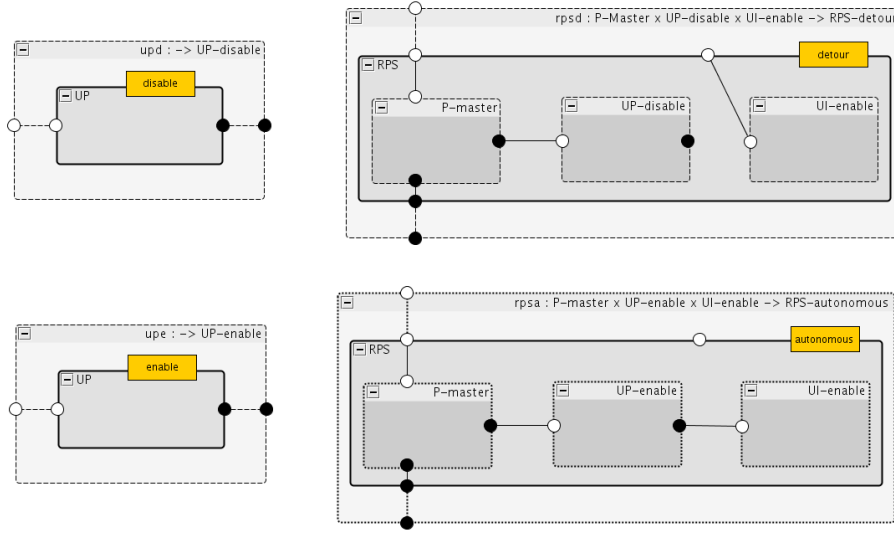 upd : -> UP-disable
disable
UP
rpsd : P-Master x UP-disable x UI-enable -> RPS-detour
detour
RPS
P-master
UP-disable
UI-enable
upe : -> UP-enable
enable
UP
rpsa : P-master x UP-enable x UI-enable -> RPS-autonomous
autonomous
RPS
P-master
UP-enable
UI-enable